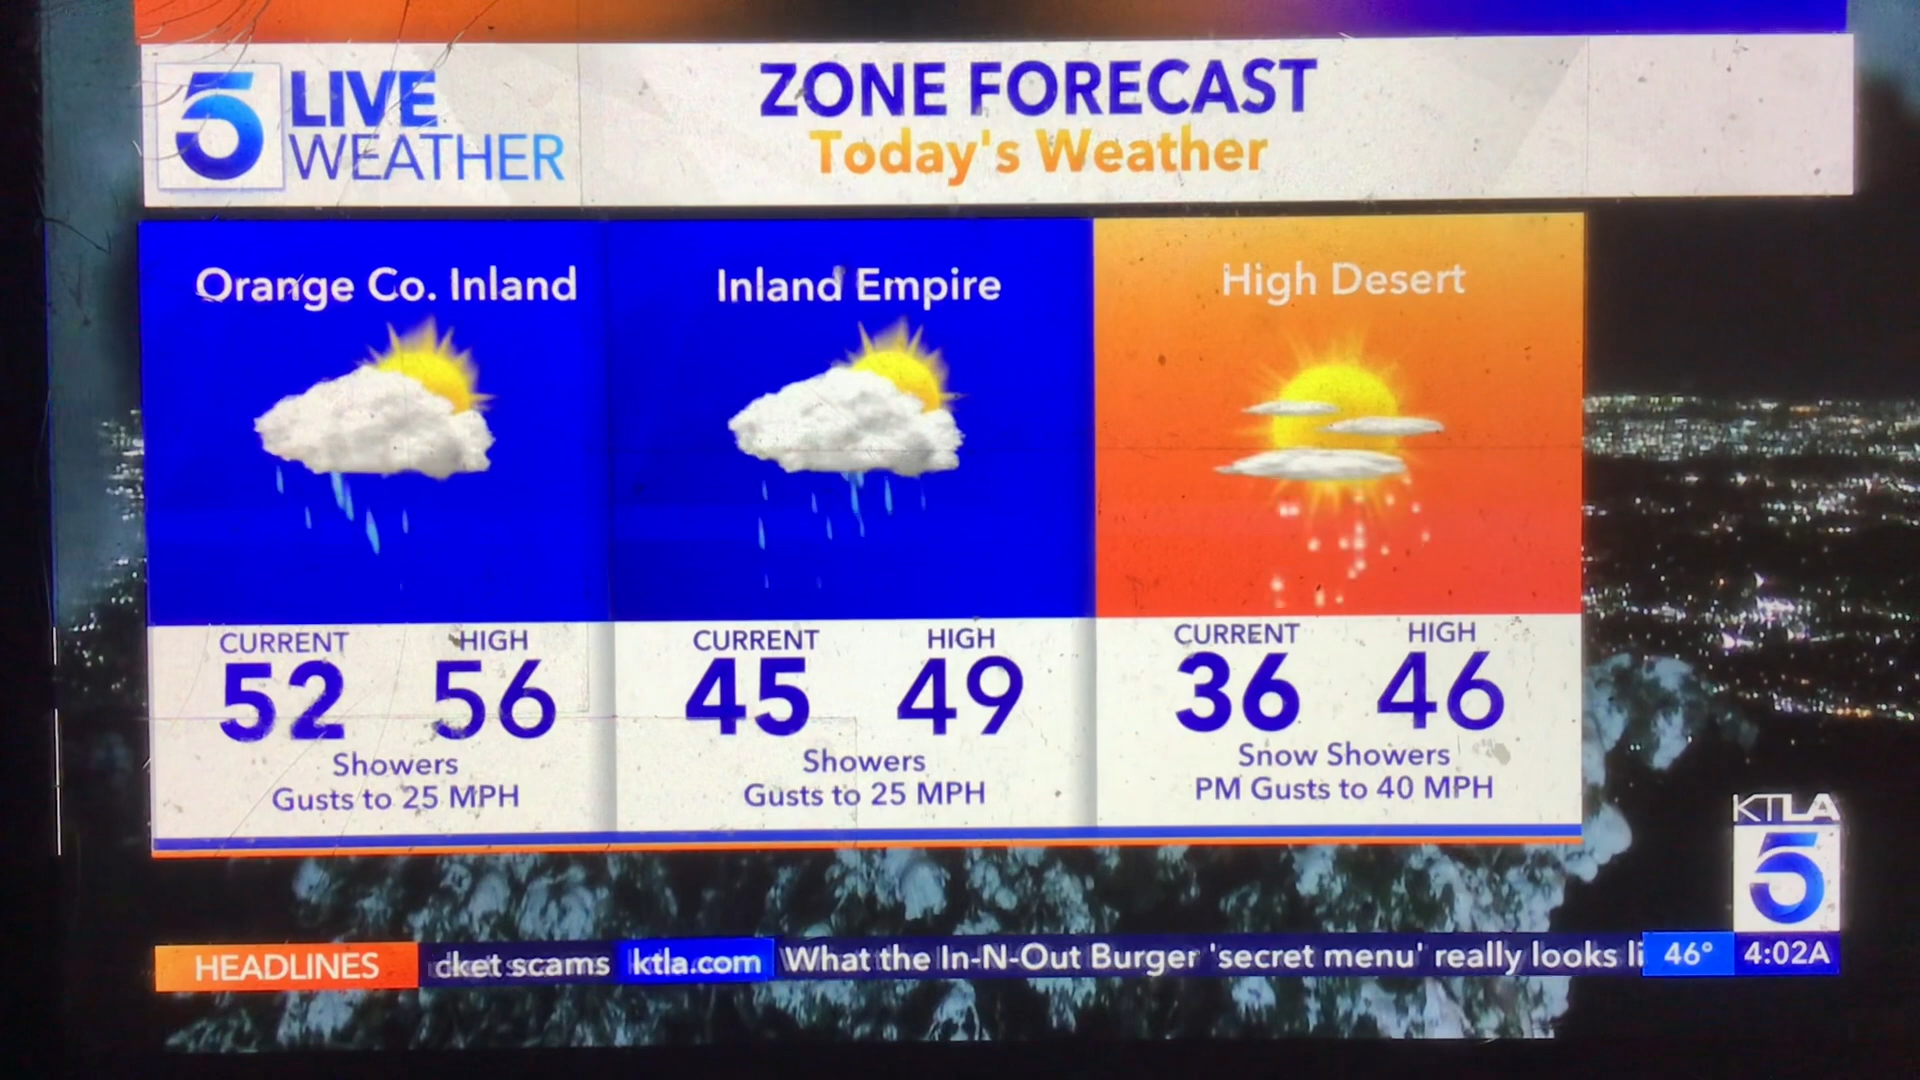 5 LIVE
WEATHER
ZONE FORECAST
Today's Weather
Orange Co. Inland
CURRENT HIGH
52 56
Showers
Gusts to 25 MPH
Inland Empire
CURRENT HIGH
45 49
Showers
Gusts to 25 MPH
High Desert
CURRENT HIGH
36 46
Snow Showers
PM Gusts to 40 MPH
KTLA
5
HEADLINES cket scams ktla.com What the In-N-Out Burger 'secret menu' really looks li 46° 4:02A